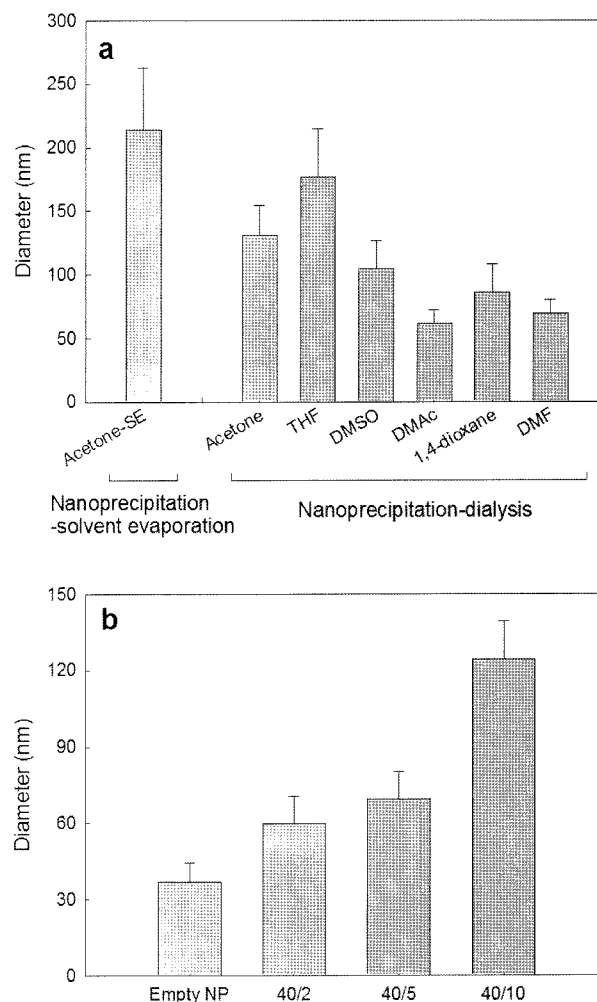 300
a
250
200
150
100
50
0
Diameter (nm)
Acetone-SE
Acetone
THF
DMSO
DMAc
1,4-dioxane
DMF
Nanoprecipitation
-solvent evaporation
Nanoprecipitation-dialysis
150
b
120
90
60
30
0
Diameter (nm)
Empty NP 40/2 40/5 40/10